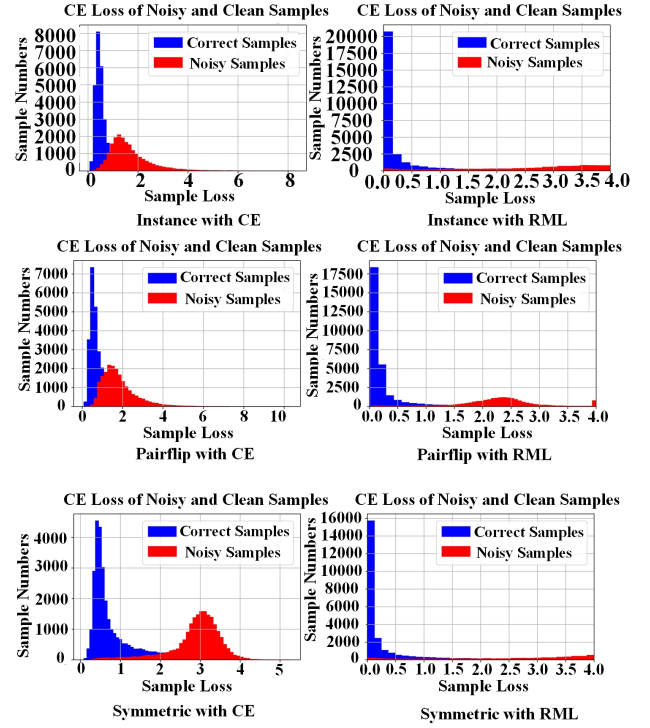 CE Loss of Noisy and Clean Samples
Sample Numbers
8000
7000
6000
5000
4000
3000
2000
1000
0
Correct Samples
Noisy Samples
0 2 4 6 8
Sample Loss
Instance with CE
CE Loss of Noisy and Clean Samples
Sample Numbers
20000
17500
15000
12500
10000
7500
5000
2500
0
Correct Samples
Noisy Samples
0.0 0.5 1.0 1.5 2.0 2.5 3.0 3.5 4.0
Sample Loss
Instance with RML
CE Loss of Noisy and Clean Samples
Sample Numbers
7000
6000
5000
4000
3000
2000
1000
0
Correct Samples
Noisy Samples
0 2 4 6 8 10
Sample Loss
Pairflip with CE
CE Loss of Noisy and Clean Samples
Sample Numbers
17500
15000
12500
10000
7500
5000
2500
0
Correct Samples
Noisy Samples
0.0 0.5 1.0 1.5 2.0 2.5 3.0 3.5 4.0
Sample Loss
Pairflip with RML
CE Loss of Noisy and Clean Samples
Sample Numbers
4000
3000
2000
1000
0
Correct Samples
Noisy Samples
0 1 2 3 4 5
Sample Loss
Symmetric with CE
CE Loss of Noisy and Clean Samples
Sample Numbers
16000
14000
12000
10000
8000
6000
4000
2000
0
Correct Samples
Noisy Samples
0.0 0.5 1.0 1.5 2.0 2.5 3.0 3.5 4.0
Sample Loss
Symmetric with RML